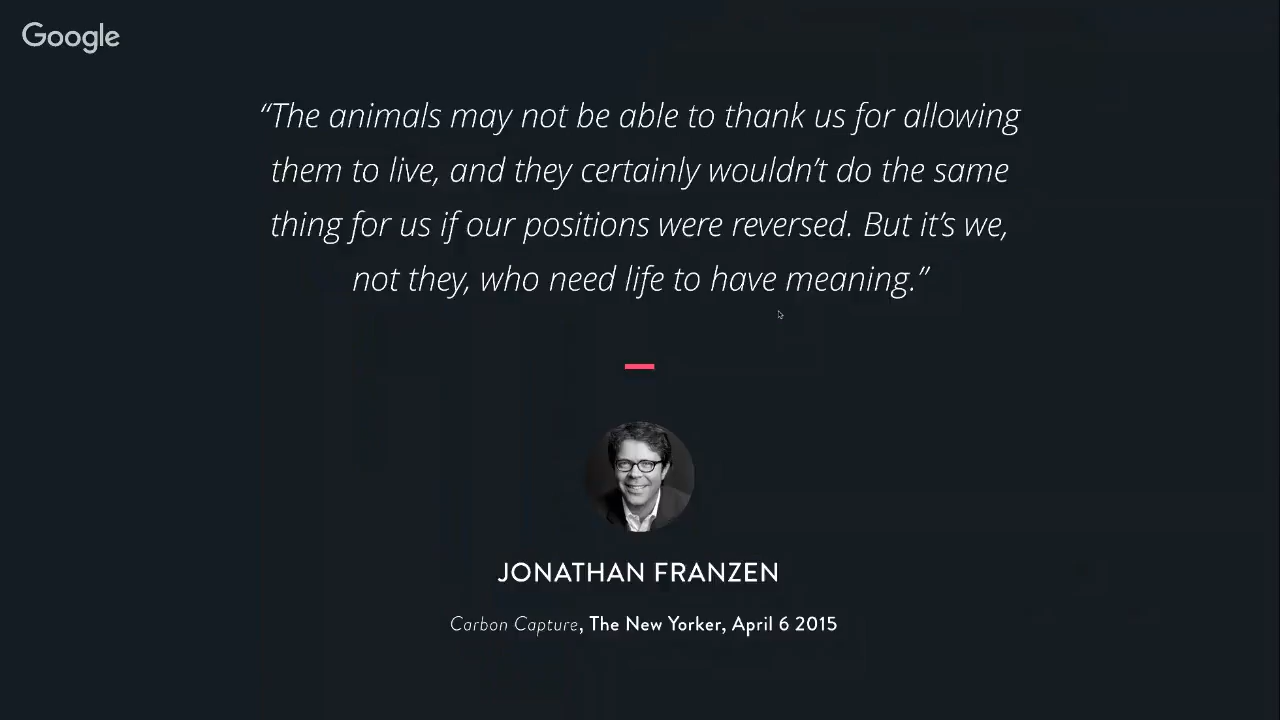 Google
“The animals may not be able to thank us for allowing
them to live, and they certainly wouldn’t do the same
thing for us if our positions were reversed. But it’s we,
not they, who need life to have meaning.”
JONATHAN FRANZEN
Carbon Capture, The New Yorker, April 6 2015